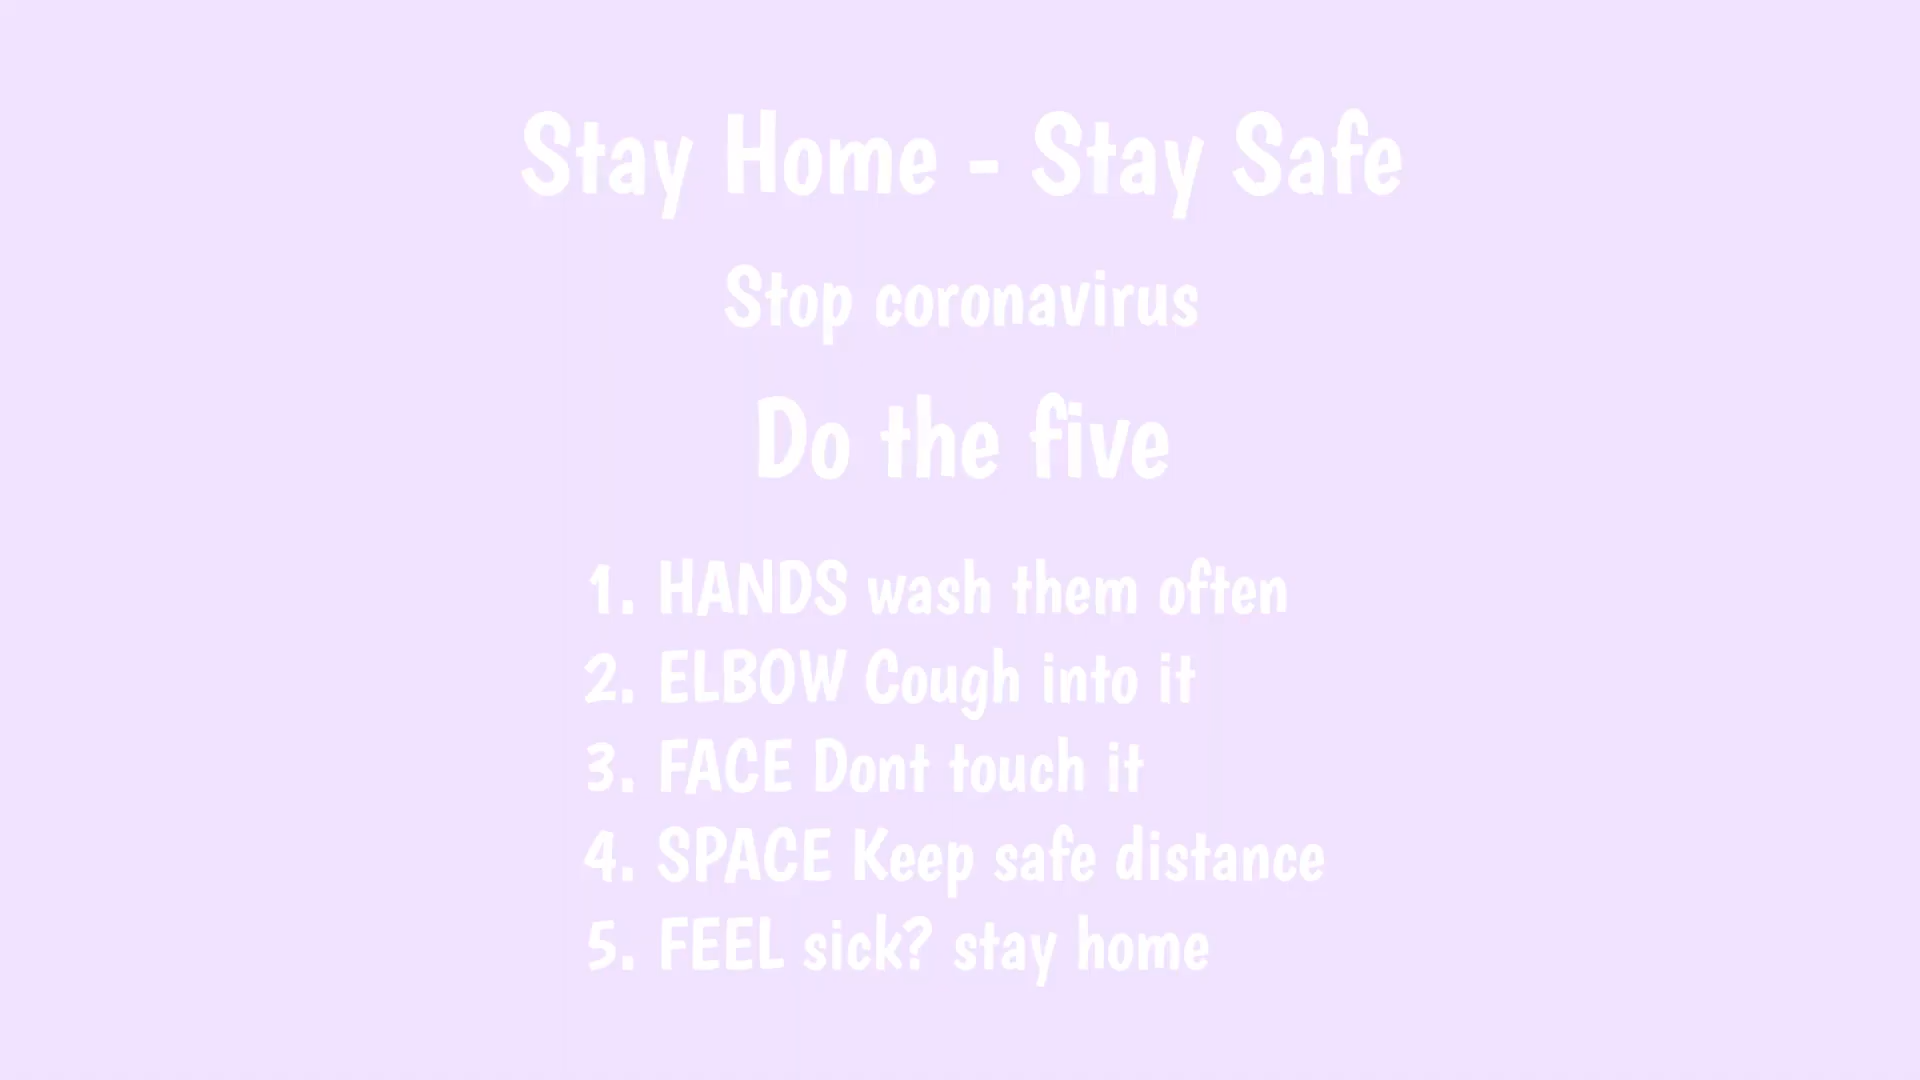 Stay Home - Stay Safe
Stop coronavirus
Do the five
1. HANDS wash them often
2. ELBOW Cough into it
3. FACE Dont touch it
4. SPACE Keep safe distance
5. FEEL sick? stay home